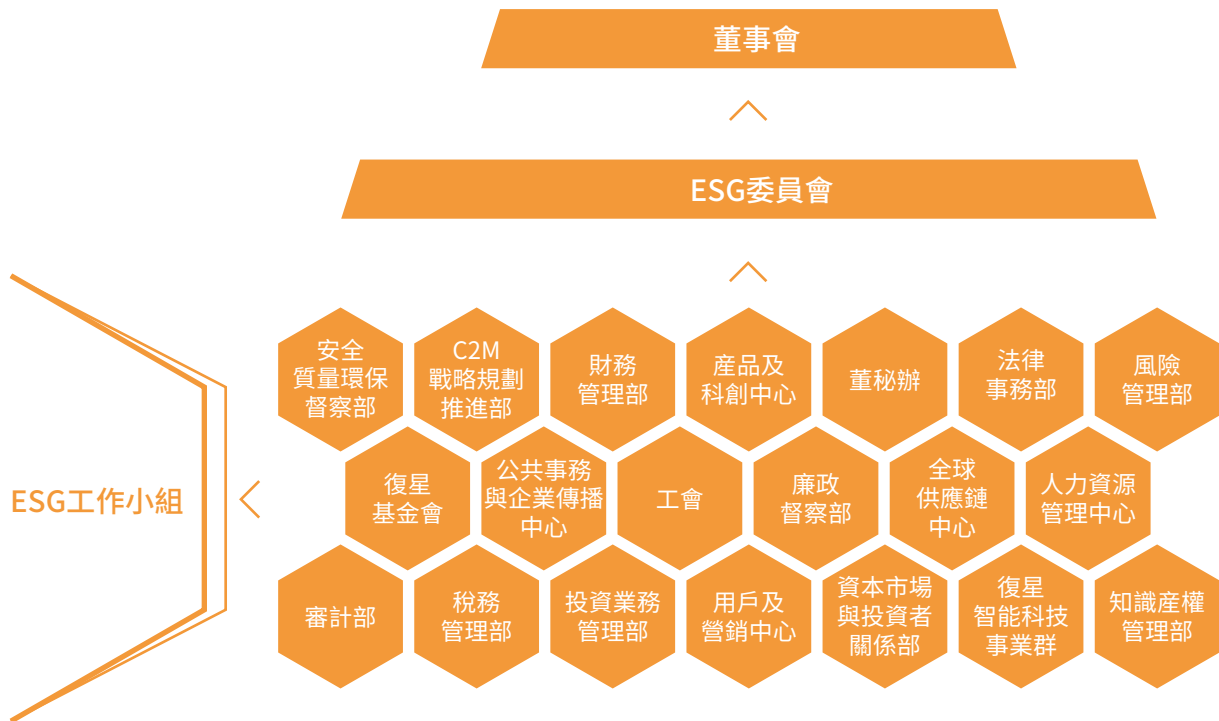 董事會
ESG委員會
安全
質量環保
督察部
C2M
戰略規劃
推進部
財務
管理部
産品及
科創中心
董秘辦
法律
事務部
風險
管理部
ESG工作小組
復星
基金會
公共事務
與企業傳播
中心
工會
廉政
督察部
全球
供應鏈
中心
人力資源
管理中心
審計部
稅務
管理部
投資業務
管理部
用戶及
營銷中心
資本市場
與投資者
關係部
復星
智能科技
事業群
知識産權
管理部